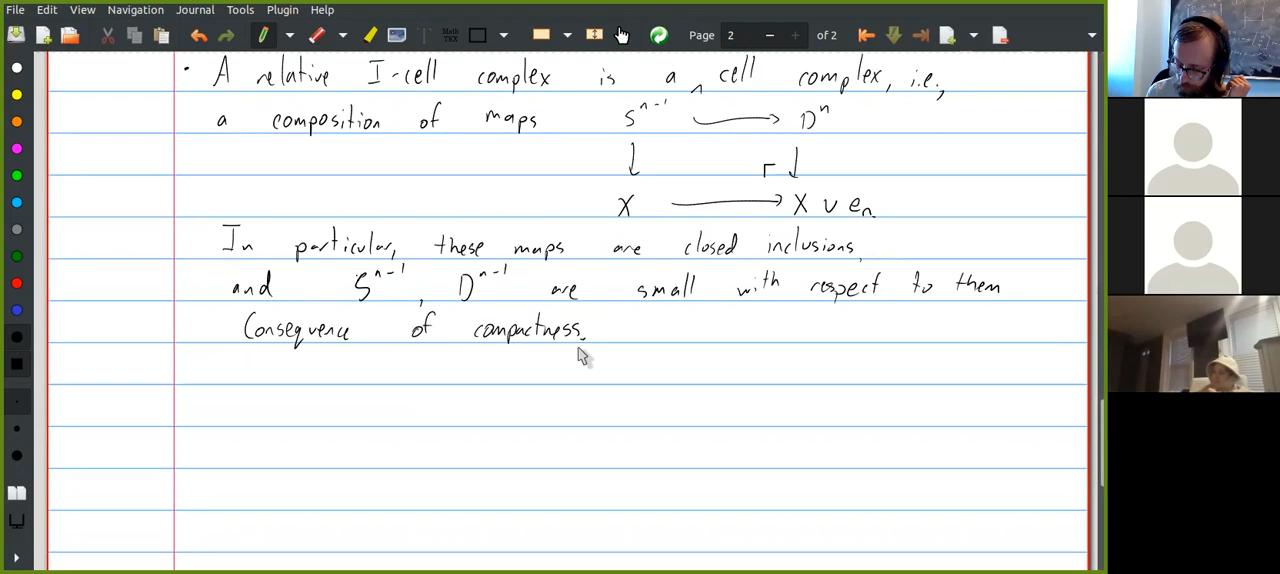 File Edit View Navigation Journal Tools Plugin Help
Math TEX T Page 2 of 2
• A relative I-cell complex is a ^ cell complex, i.e.,
a composition of maps S^{n-1} → D^n
↓ ⌜ ↓
X → X ∪ e_n
In particular, these maps are closed inclusions,
and S^{n-1}, D^{n-1} are small with respect to them
Consequence of compactness.